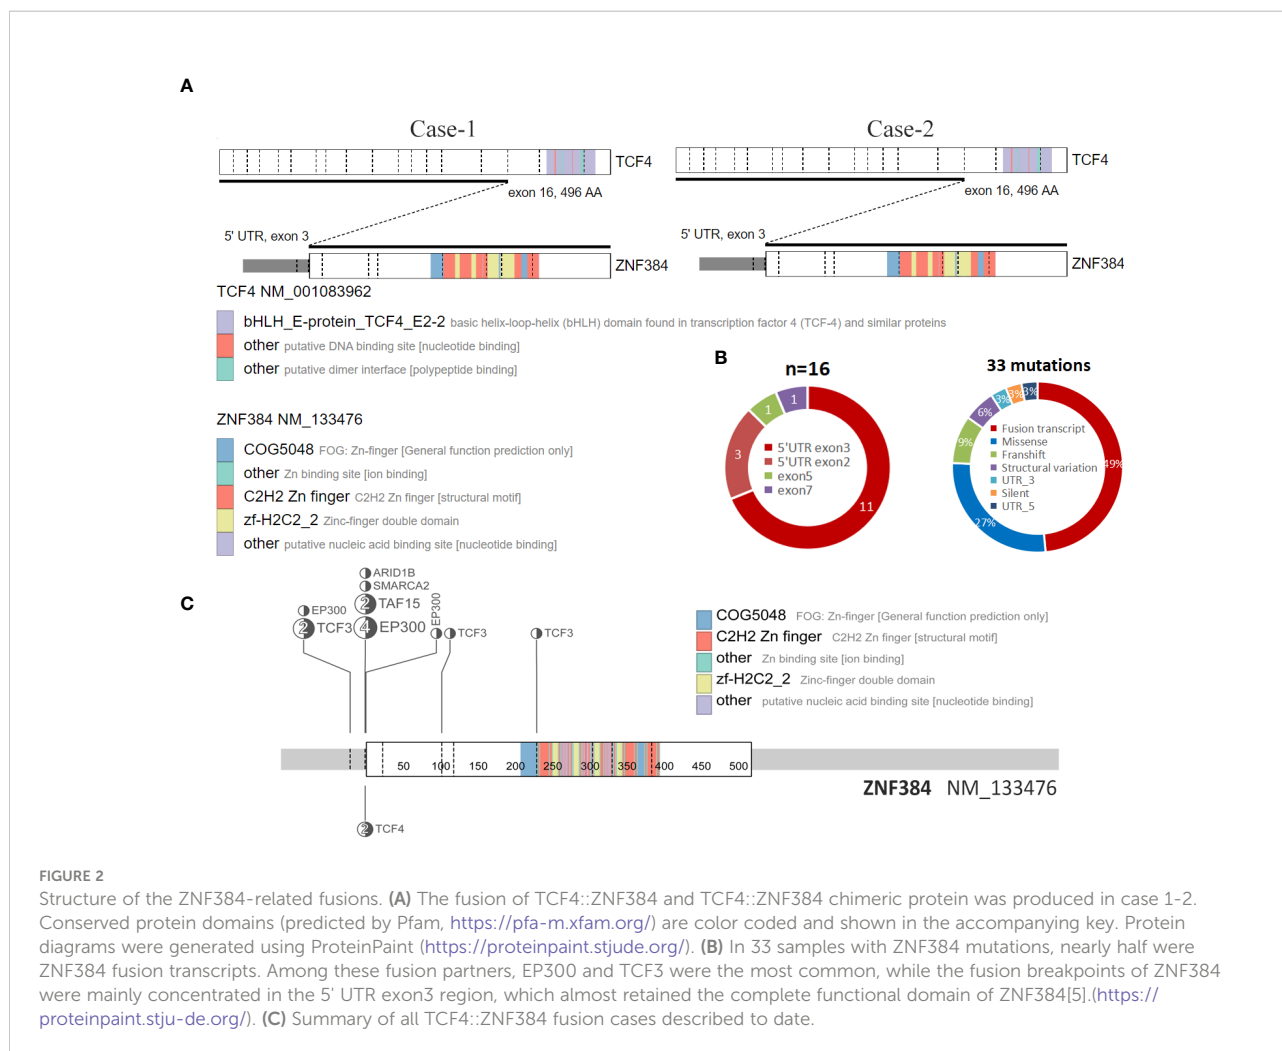 A
Case-1
TCF4
exon 16, 496 AA
5' UTR, exon 3
ZNF384
Case-2
TCF4
exon 16, 496 AA
5' UTR, exon 3
ZNF384
TCF4 NM_001083962
bHLH_E-protein_TCF4_E2-2 basic helix-loop-helix (bHLH) domain found in transcription factor 4 (TCF-4) and similar proteins
other putative DNA binding site [nucleotide binding]
other putative dimer interface [polypeptide binding]
ZNF384 NM_133476
COG5048 FOG: Zn-finger [General function prediction only]
other Zn binding site [ion binding]
C2H2 Zn finger C2H2 Zn finger [structural motif]
zf-H2C2_2 Zinc-finger double domain
other putative nucleic acid binding site [nucleotide binding]
B
n=16
1
1
3
11
5'UTR exon3
5'UTR exon2
exon5
exon7
33 mutations
3%
3%
3%
6%
9%
27%
49%
Fusion transcript
Missense
Franshift
Structural variation
UTR_3
Silent
UTR_5
C
ARID1B
SMARCA2
2 TAF15
4 EP300
EP300
2 TCF3
EP300
TCF3
TCF3
COG5048 FOG: Zn-finger [General function prediction only]
C2H2 Zn finger C2H2 Zn finger [structural motif]
other Zn binding site [ion binding]
zf-H2C2_2 Zinc-finger double domain
other putative nucleic acid binding site [nucleotide binding]
50 100 150 200 250 300 350 400 450 500
ZNF384 NM_133476
2 TCF4
FIGURE 2
Structure of the ZNF384-related fusions. (A) The fusion of TCF4::ZNF384 and TCF4::ZNF384 chimeric protein was produced in case 1-2.
Conserved protein domains (predicted by Pfam, https://pfa-m.xfam.org/) are color coded and shown in the accompanying key. Protein
diagrams were generated using ProteinPaint (https://proteinpaint.stjude.org/). (B) In 33 samples with ZNF384 mutations, nearly half were
ZNF384 fusion transcripts. Among these fusion partners, EP300 and TCF3 were the most common, while the fusion breakpoints of ZNF384
were mainly concentrated in the 5' UTR exon3 region, which almost retained the complete functional domain of ZNF384[5].(https://
proteinpaint.stju-de.org/). (C) Summary of all TCF4::ZNF384 fusion cases described to date.